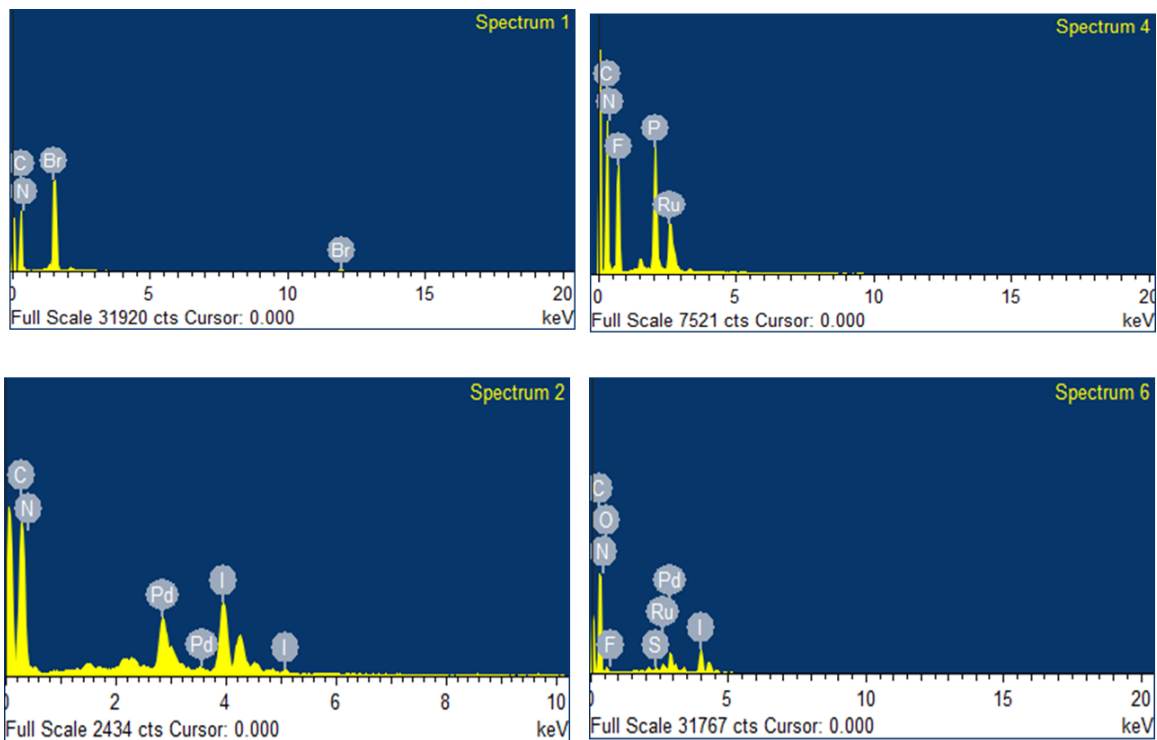 Spectrum 1
C
Br
N
Br
0 5 10 15 20
Full Scale 31920 cts Cursor: 0.000 keV
Spectrum 4
C
N
P
F
Ru
0 5 10 15 20
Full Scale 7521 cts Cursor: 0.000 keV
Spectrum 2
C
N
I
Pd
Pd
I
2 4 6 8 10
Full Scale 2434 cts Cursor: 0.000 keV
Spectrum 6
C
O
N
Pd
Ru
I
F
S
0 5 10 15 20
Full Scale 31767 cts Cursor: 0.000 keV